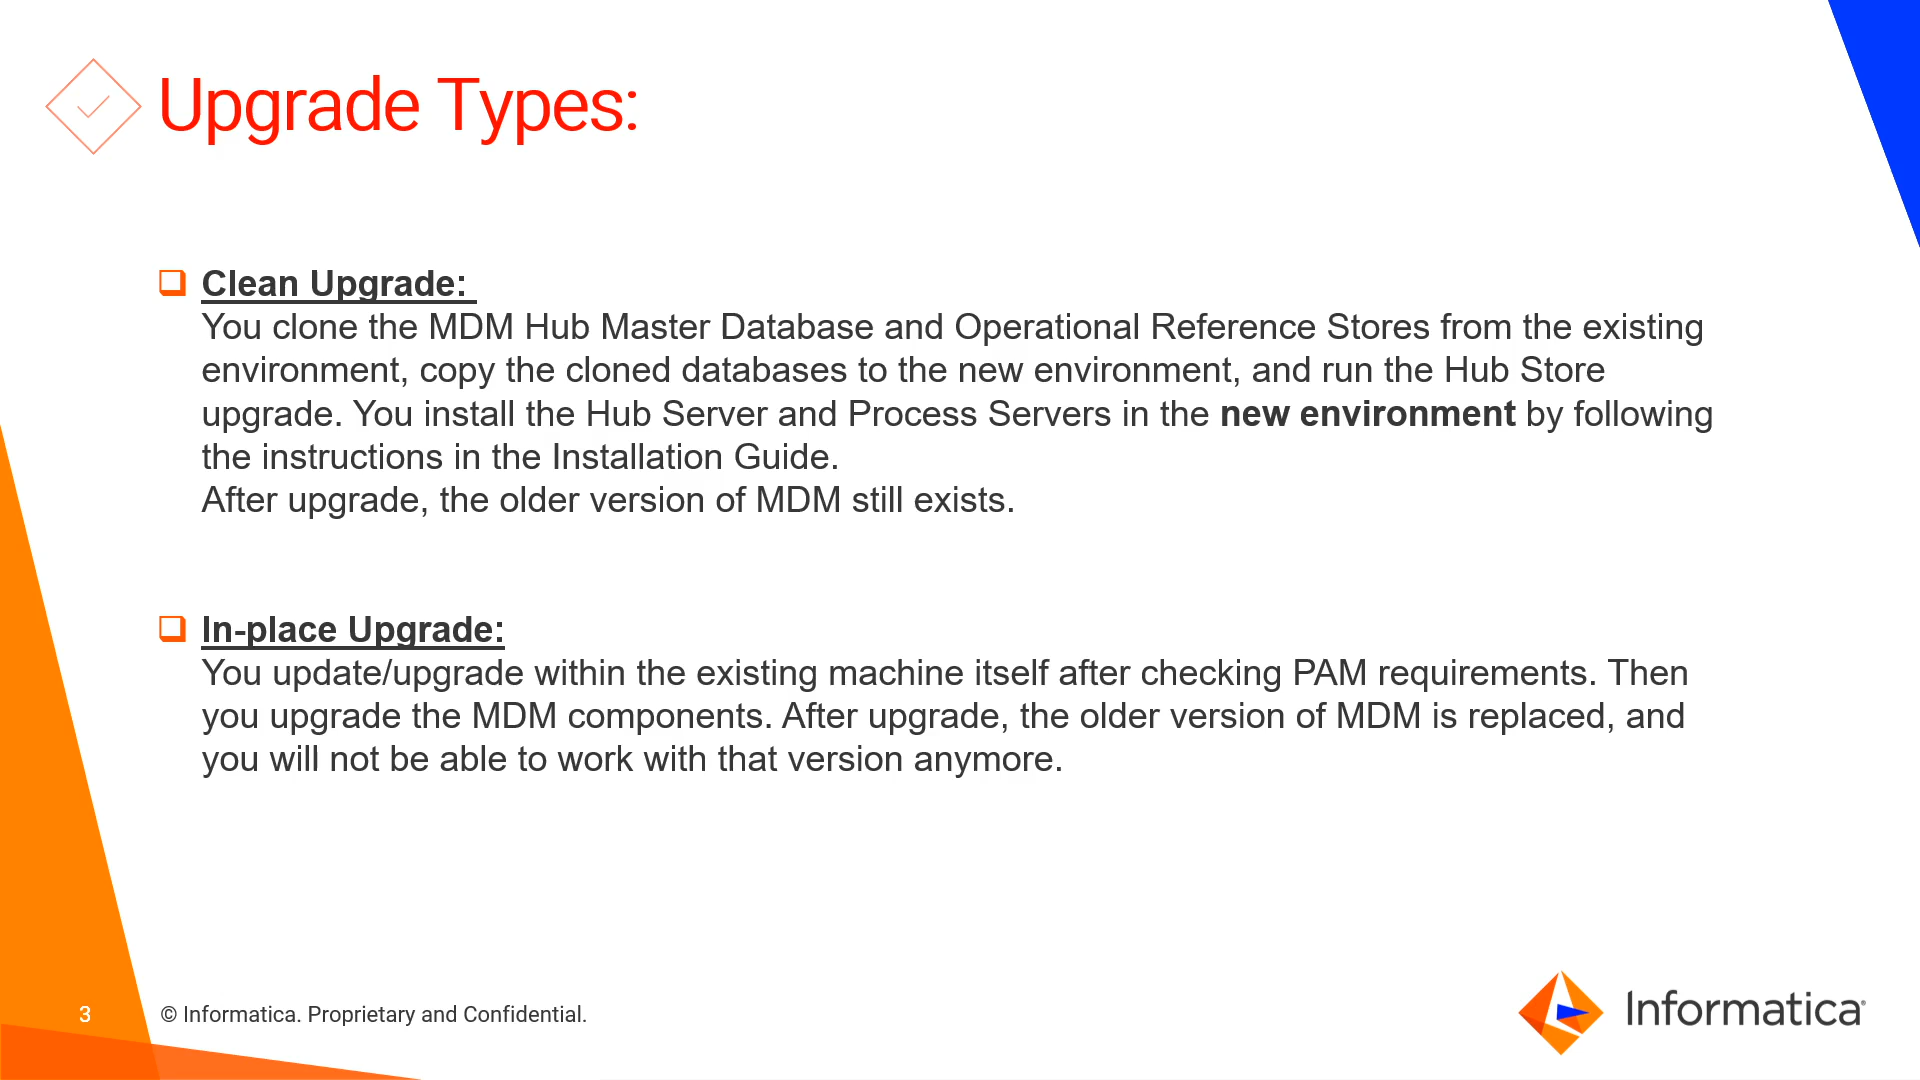 Upgrade Types:
Clean Upgrade:
You clone the MDM Hub Master Database and Operational Reference Stores from the existing
environment, copy the cloned databases to the new environment, and run the Hub Store
upgrade. You install the Hub Server and Process Servers in the new environment by following
the instructions in the Installation Guide.
After upgrade, the older version of MDM still exists.
In-place Upgrade:
You update/upgrade within the existing machine itself after checking PAM requirements. Then
you upgrade the MDM components. After upgrade, the older version of MDM is replaced, and
you will not be able to work with that version anymore.
3
© Informatica. Proprietary and Confidential.
Informatica®